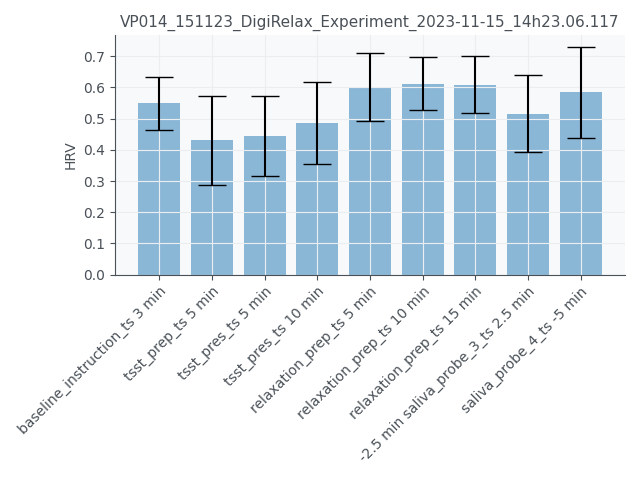 VP014_151123_DigiRelax_Experiment_2023-11-15_14h23.06.117
HRV
0.7
0.6
0.5
0.4
0.3
0.2
0.1
0.0
baseline_instruction_ts 3 min
tsst_prep_ts 5 min
tsst_pres_ts 5 min
tsst_pres_ts 10 min
relaxation_prep_ts 5 min
relaxation_prep_ts 10 min
relaxation_prep_ts 15 min
-2.5 min saliva_probe_3_ts 2.5 min
saliva_probe_4_ts -5 min